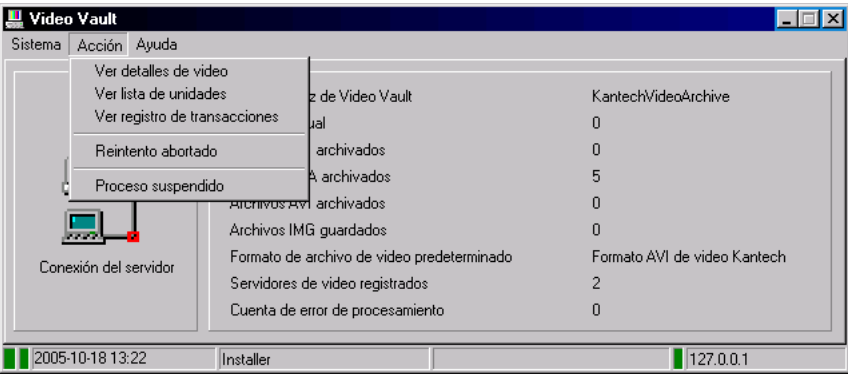 Video Vault
Sistema Acción Ayuda
Ver detalles de video
Ver lista de unidades
Ver registro de transacciones
Reintento abortado
Proceso suspendido
z de Video Vault KantechVideoArchive
ual 0
archivados 0
A archivados 5
Archivos AVI archivados 0
Archivos IMG guardados 0
Formato de archivo de video predeterminado Formato AVI de video Kantech
Servidores de video registrados 2
Cuenta de error de procesamiento 0
Conexión del servidor
2005-10-18 13:22 Installer 127.0.0.1